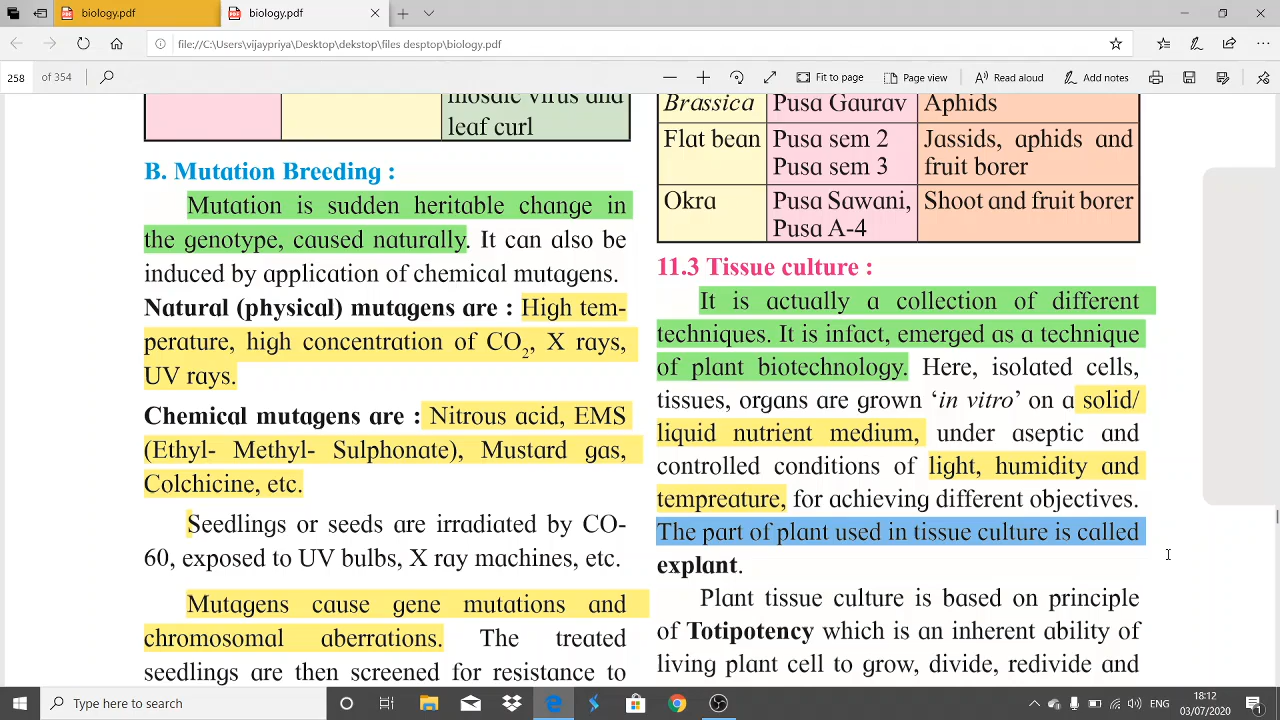 biology.pdf
biology.pdf
file://C:\Users\vijaypriya\Desktop\dekstop\files desptop\biology.pdf
258 of 354
Fit to page
Page view
Read aloud
Add notes
mosaic virus and
leaf curl
B. Mutation Breeding :
Mutation is sudden heritable change in
the genotype, caused naturally. It can also be
induced by application of chemical mutagens.
Natural (physical) mutagens are : High tem-
perature, high concentration of CO2, X rays,
UV rays.
Chemical mutagens are : Nitrous acid, EMS
(Ethyl- Methyl- Sulphonate), Mustard gas,
Colchicine, etc.
Seedlings or seeds are irradiated by CO-
60, exposed to UV bulbs, X ray machines, etc.
Mutagens cause gene mutations and
chromosomal aberrations. The
treated
seedlings are then screened for resistance to
Brassica Pusa Gaurav Aphids
Flat bean Pusa sem 2 Jassids, aphids and
Pusa sem 3 fruit borer
Okra Pusa Sawani, Shoot and fruit borer
Pusa A-4
11.3 Tissue culture :
It is actually a collection of different
techniques. It is infact, emerged as a technique
of plant biotechnology. Here, isolated cells,
tissues, organs are grown ‘in vitro’ on a solid/
liquid nutrient medium, under aseptic and
controlled conditions of light, humidity and
tempreature, for achieving different objectives.
The part of plant used in tissue culture is called
explant.
Plant tissue culture is based on principle
of Totipotency which is an inherent ability of
living plant cell to grow, divide, redivide and
Type here to search
ENG
18:12
03/07/2020
1